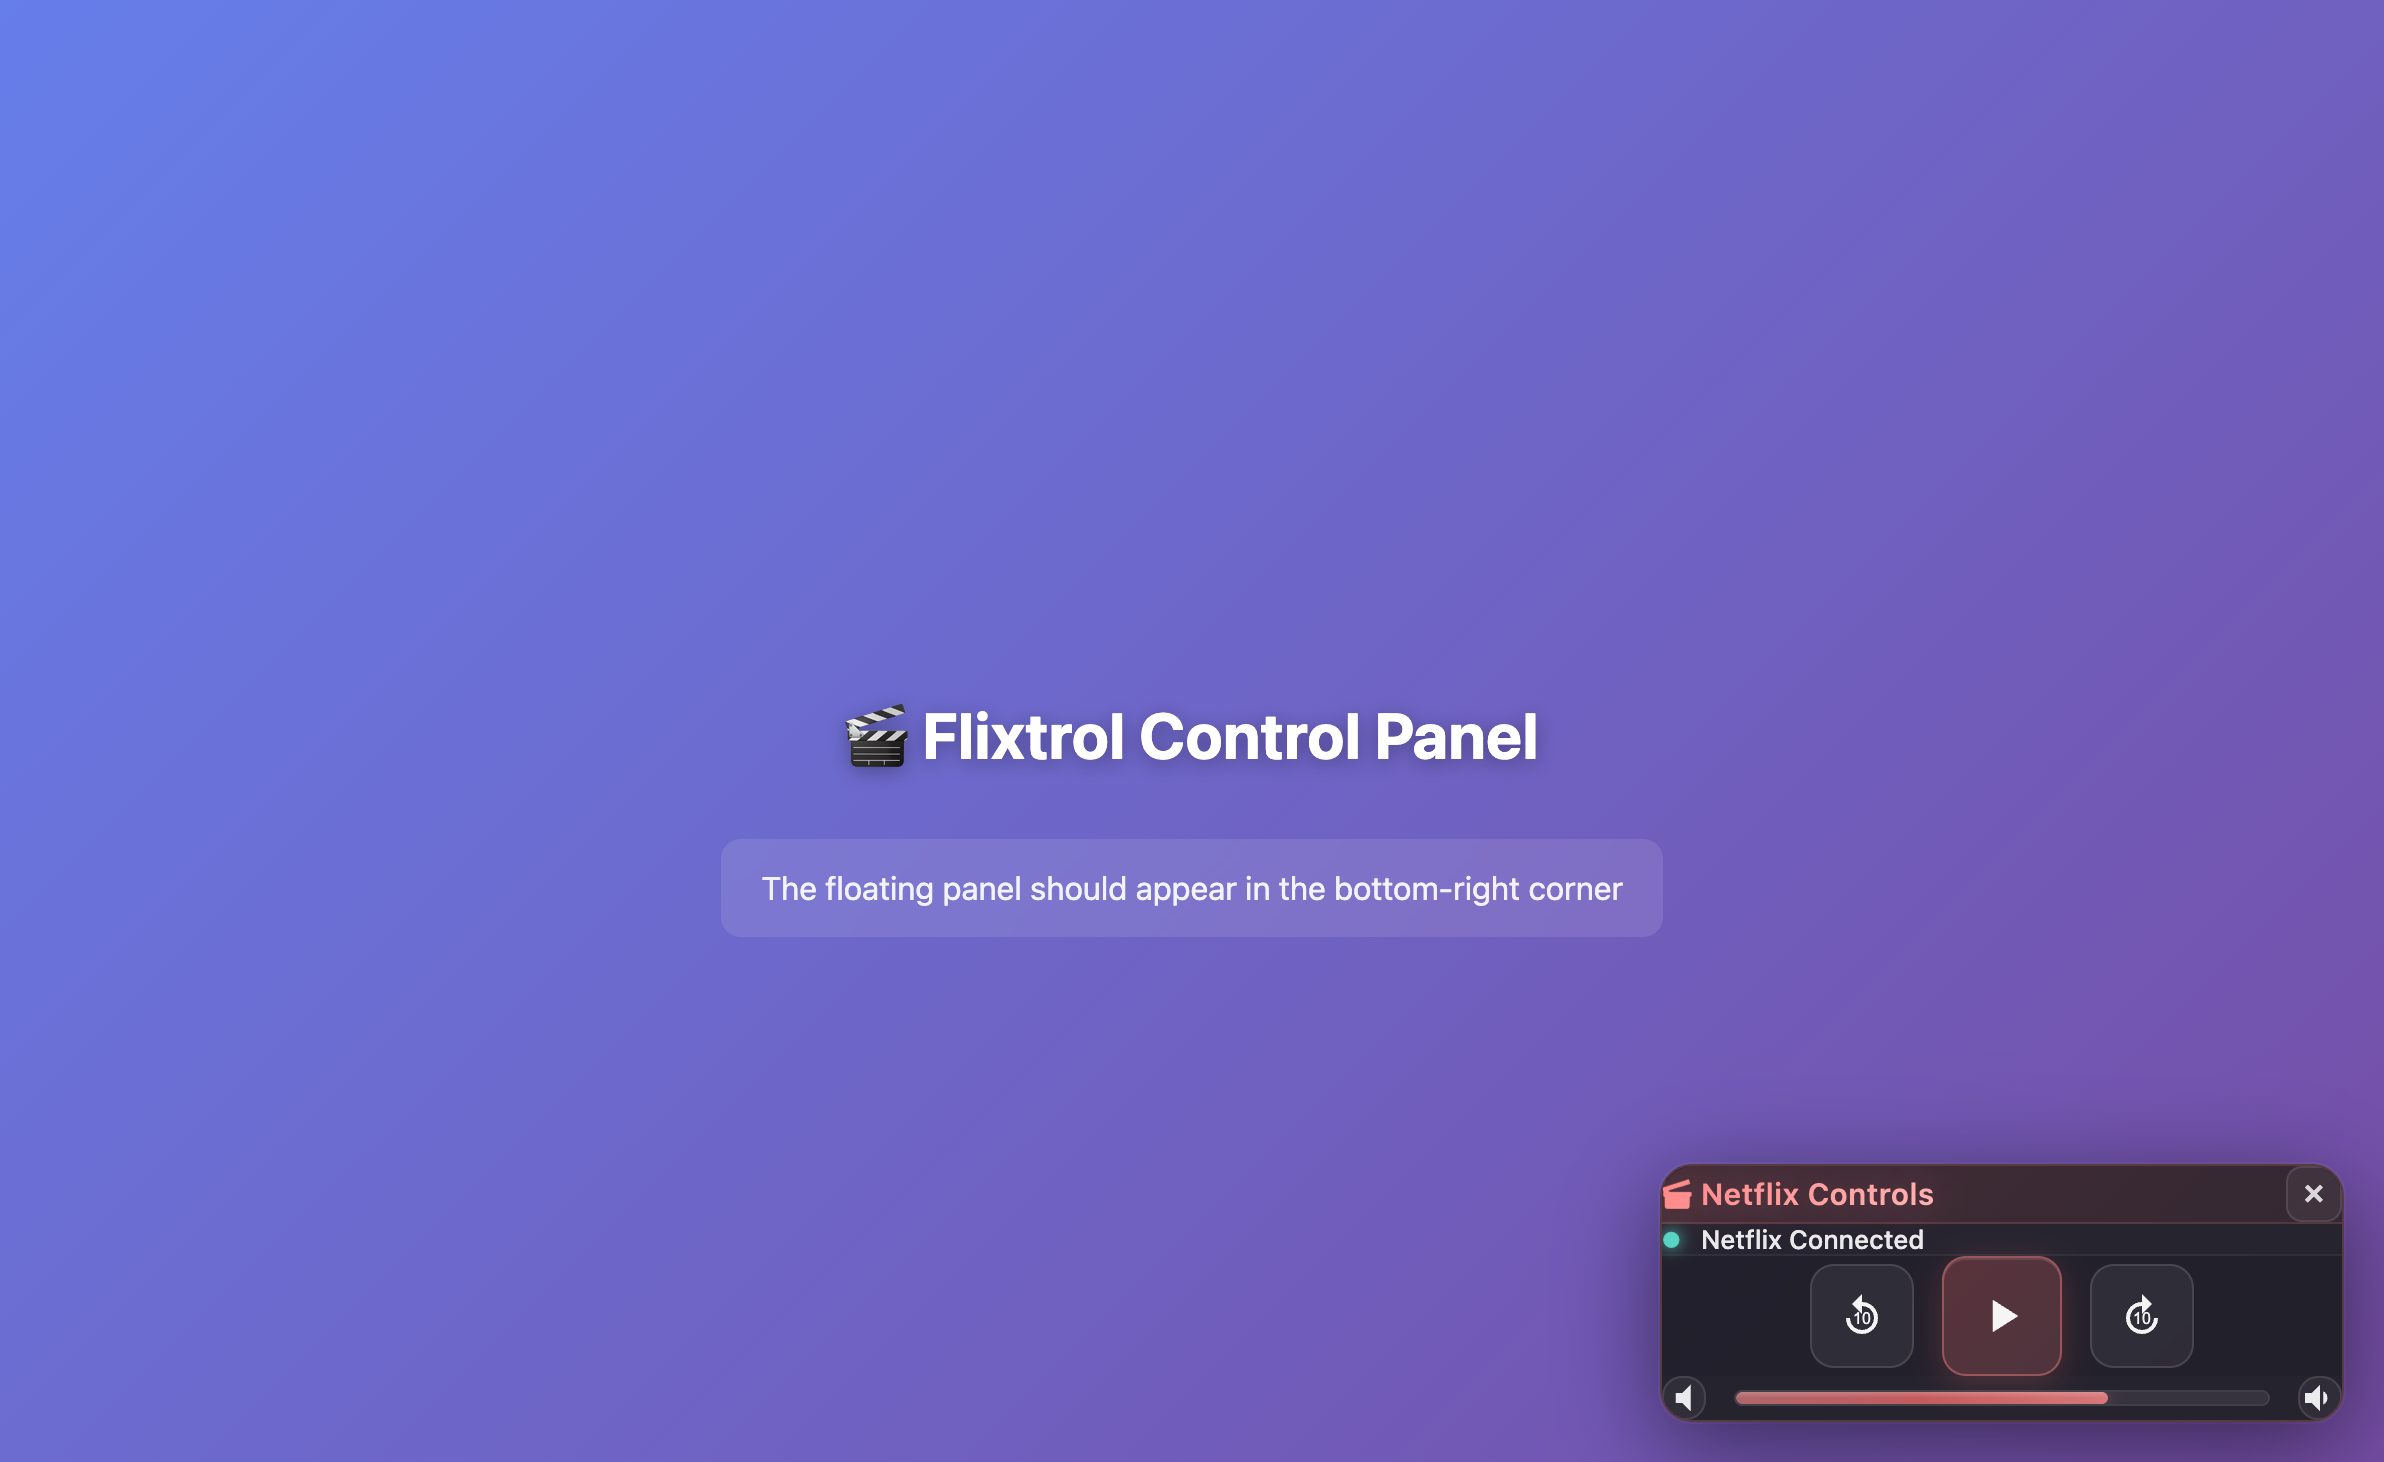 Flixtrol Control Panel
The floating panel should appear in the bottom-right corner
Netflix Controls
Netflix Connected
10
10